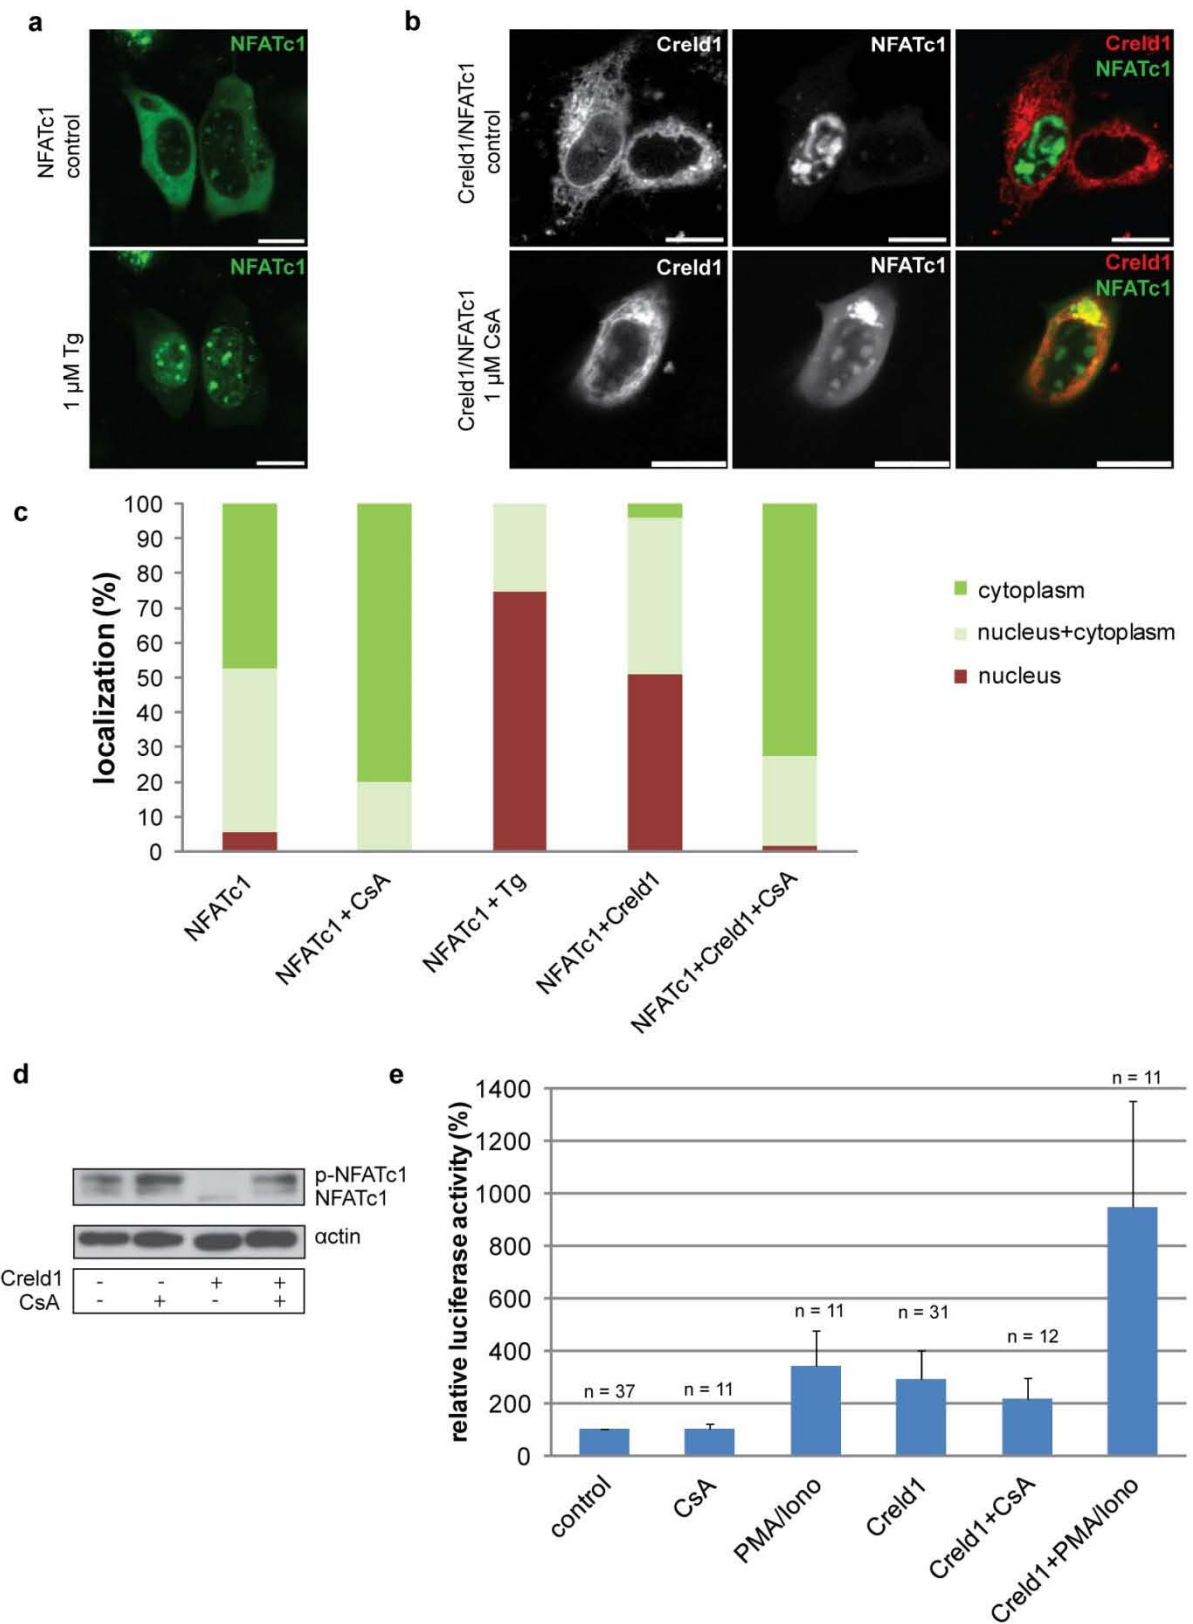 a
NFATc1
control
NFATc1
1 µM Tg
NFATc1
b
Creld1/NFATc1
control
Creld1
NFATc1
Creld1
NFATc1
Creld1/NFATc1
1 µM CsA
Creld1
NFATc1
Creld1
NFATc1
c
localization (%)
100
90
80
70
60
50
40
30
20
10
0
NFATc1
NFATc1 + CsA
NFATc1 + Tg
NFATc1+Creld1
NFATc1+Creld1+CsA
cytoplasm
nucleus+cytoplasm
nucleus
d
p-NFATc1
NFATc1
αctin
Creld1 - - + +
CsA - + - +
e
relative luciferase activity (%)
1400
1200
1000
800
600
400
200
0
n = 37
n = 11
n = 11
n = 31
n = 12
n = 11
control
CsA
PMA/Iono
Creld1
Creld1+CsA
Creld1+PMA/Iono